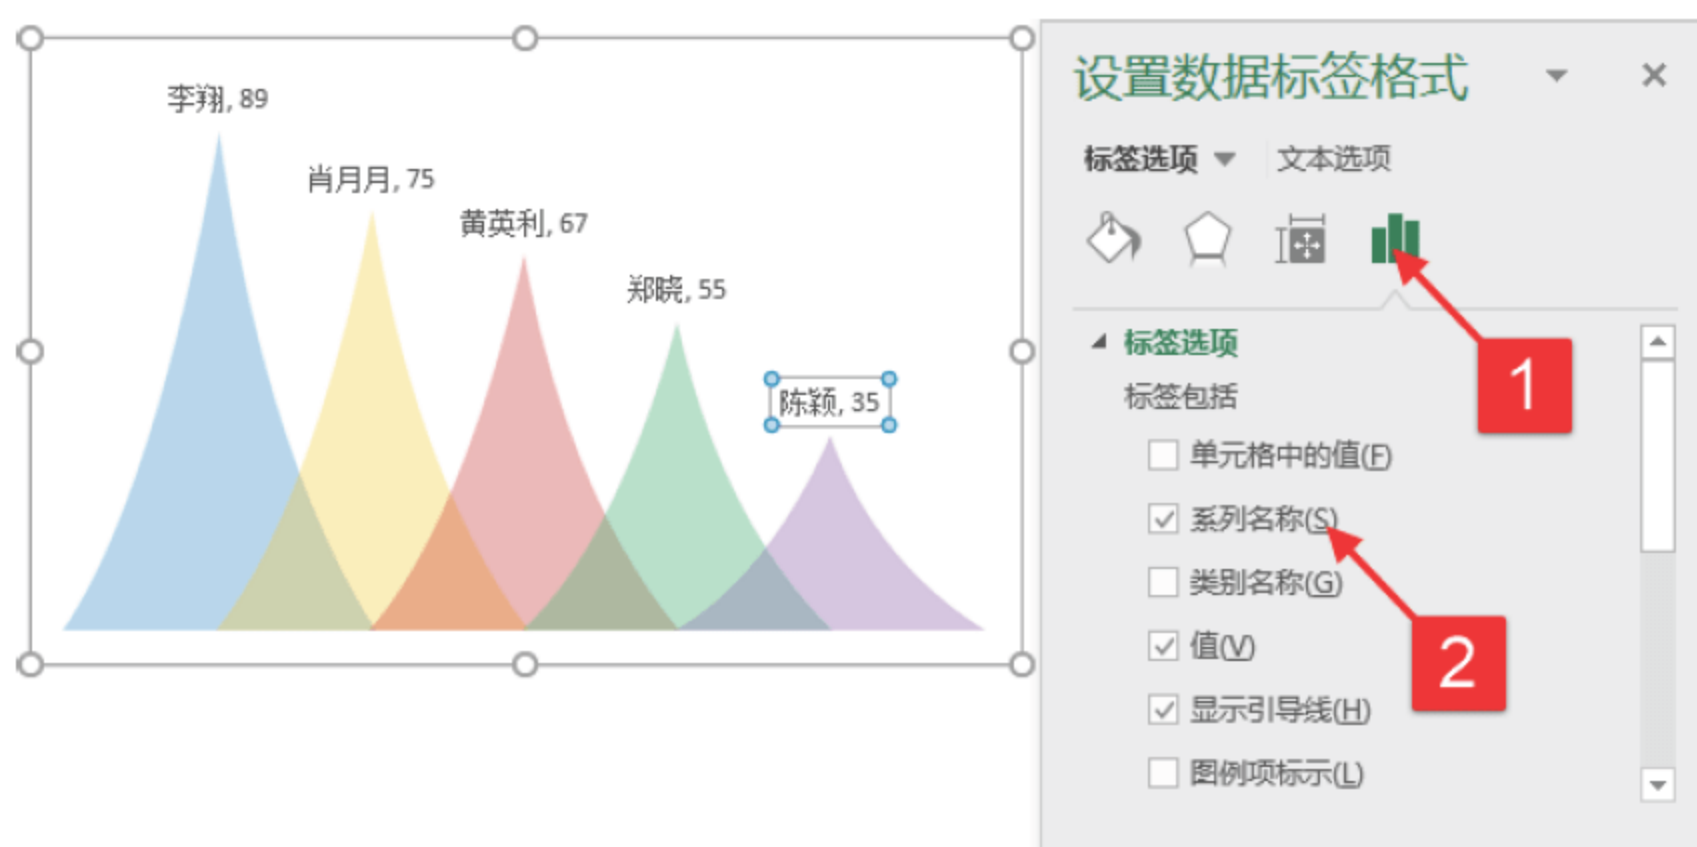 李翔, 89
肖月月, 75
黄英利, 67
郑晓, 55
陈颖, 35
设置数据标签格式
标签选项
文本选项
标签选项
标签包括
单元格中的值(F)
系列名称(S)
类别名称(G)
值(V)
显示引导线(H)
图例项标示(L)
1
2